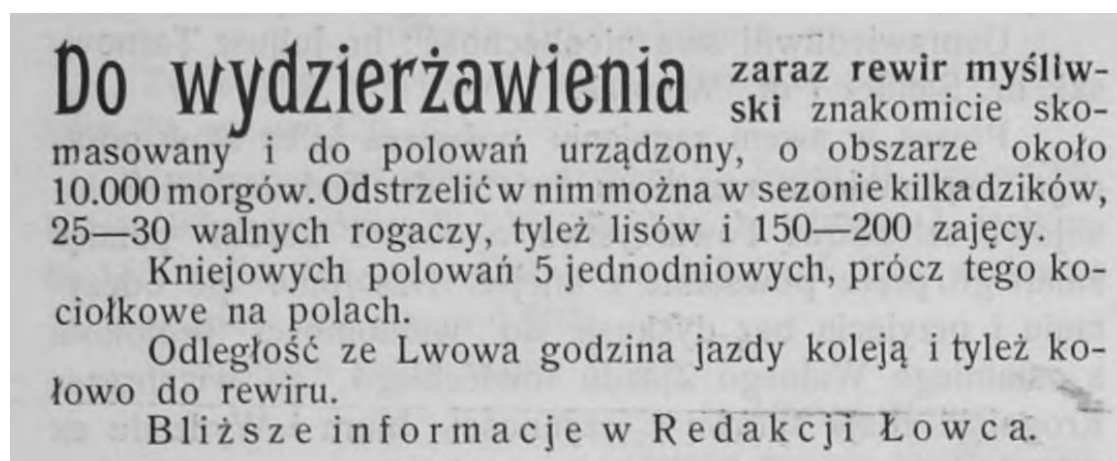 Do wydzierżawienia zaraz rewir myśliw-
ski znakomicie sko-
masowany i do polowań urządzony, o obszarze około
10.000 morgów. Odstrzelić w nim można w sezonie kilka dzików,
25—30 walnych rogaczy, tyleż lisów i 150—200 zajęcy.
Kniejowych polowań 5 jednodniowych, prócz tego ko-
ciołkowe na polach.
Odległość ze Lwowa godzina jazdy koleją i tyleż ko-
łowo do rewiru.
Bliższe informacje w Redakcji Łowca.